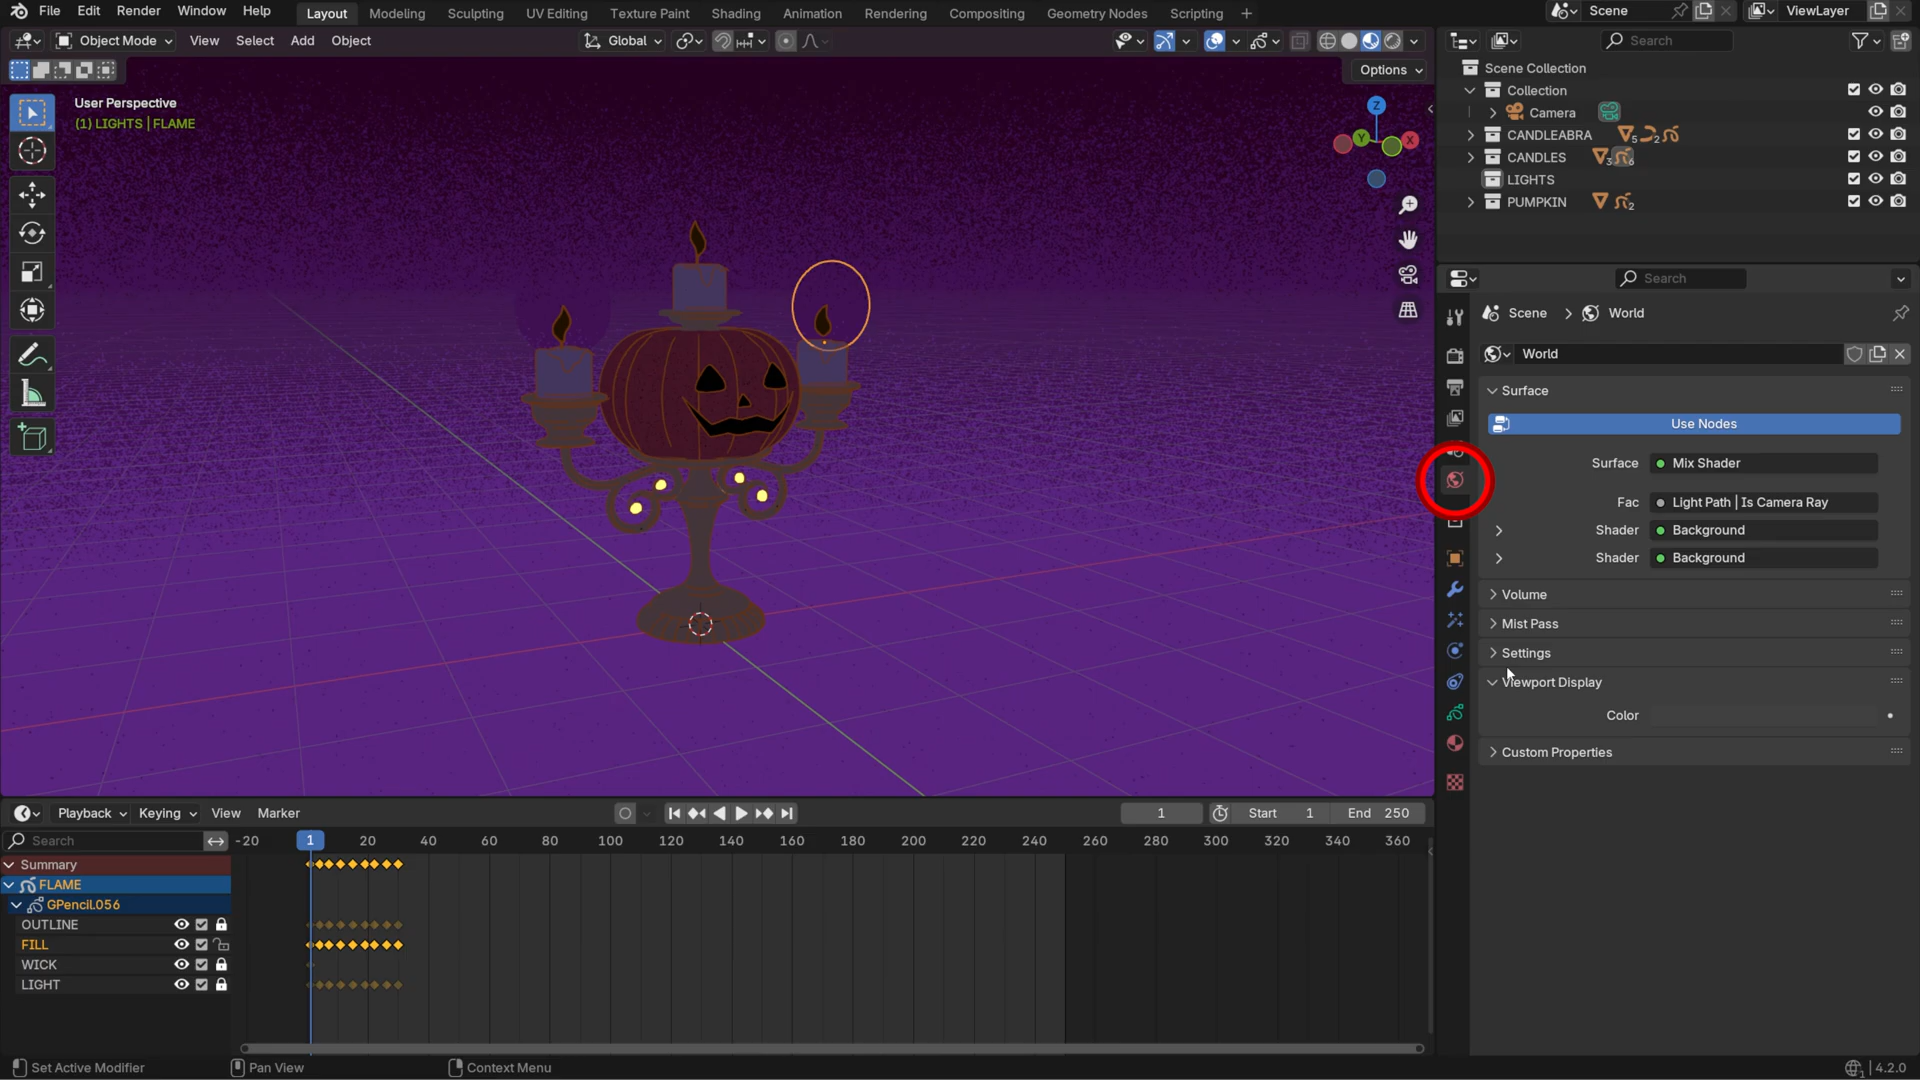 File Edit Render Window Help Layout Modeling Sculpting UV Editing Texture Paint Shading Animation Rendering Compositing Geometry Nodes Scripting + Scene ViewLayer
Object Mode View Select Add Object Global Search
Options
User Perspective
(1) LIGHTS | FLAME
Z
Y
X
Scene Collection
Collection
Camera
CANDLEABRA 5 2
CANDLES 3 6
LIGHTS
PUMPKIN 2
Search
Scene > World
World
Surface
Use Nodes
Surface Mix Shader
Fac Light Path | Is Camera Ray
Shader Background
Shader Background
Volume
Mist Pass
Settings
Viewport Display
Color
Custom Properties
Playback Keying View Marker 1 Start 1 End 250
Search -20 1 20 40 60 80 100 120 140 160 180 200 220 240 260 280 300 320 340 360
Summary
FLAME
GPencil.056
OUTLINE
FILL
WICK
LIGHT
Set Active Modifier Pan View Context Menu 4.2.0